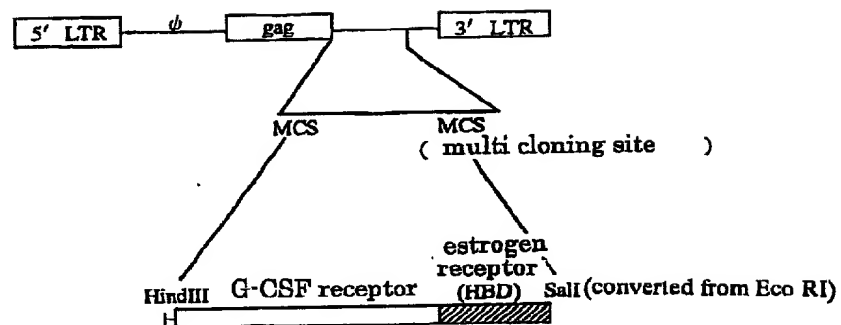 5' LTR ψ gag 3' LTR
MCS MCS
( multi cloning site )
estrogen
receptor
HindIII G-CSF receptor (HBD) SalI (converted from Eco RI)